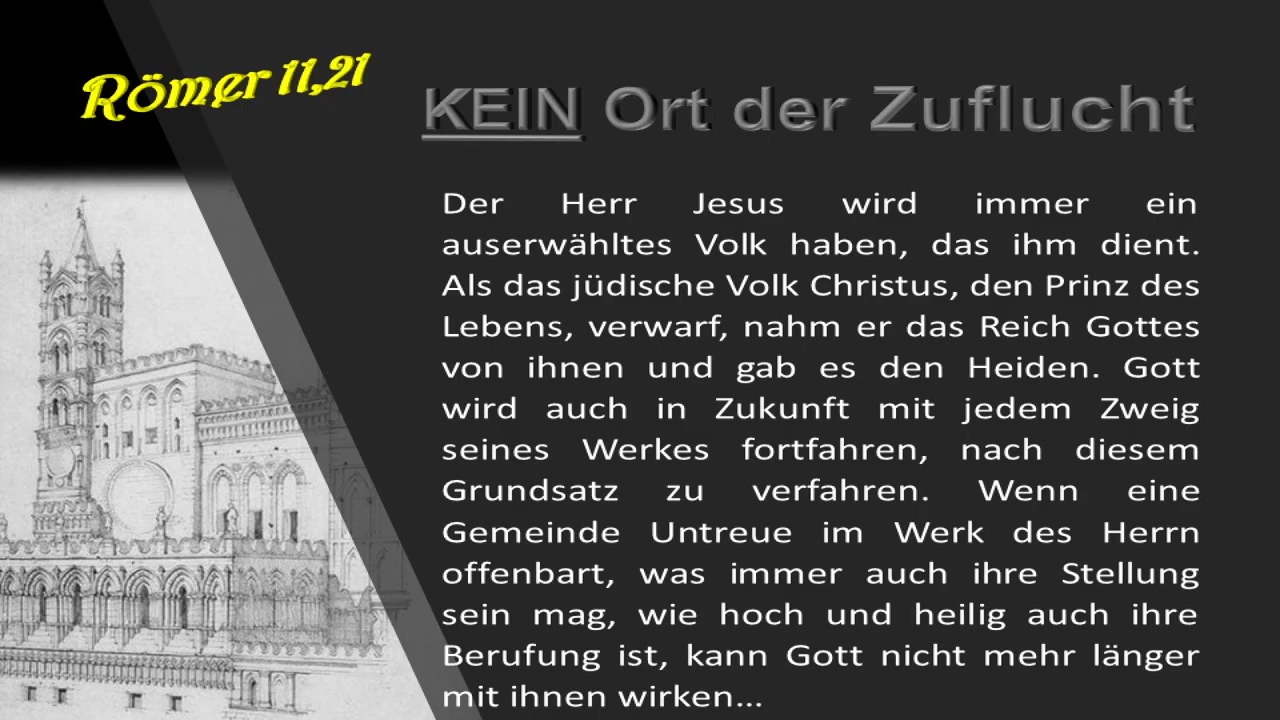 Römer 11,21
KEIN Ort der Zuflucht
Der Herr Jesus wird immer ein
auserwähltes Volk haben, das ihm dient.
Als das jüdische Volk Christus, den Prinz des
Lebens, verwarf, nahm er das Reich Gottes
von ihnen und gab es den Heiden. Gott
wird auch in Zukunft mit jedem Zweig
seines Werkes fortfahren, nach diesem
Grundsatz zu verfahren. Wenn eine
Gemeinde Untreue im Werk des Herrn
offenbart, was immer auch ihre Stellung
sein mag, wie hoch und heilig auch ihre
Berufung ist, kann Gott nicht mehr länger
mit ihnen wirken...